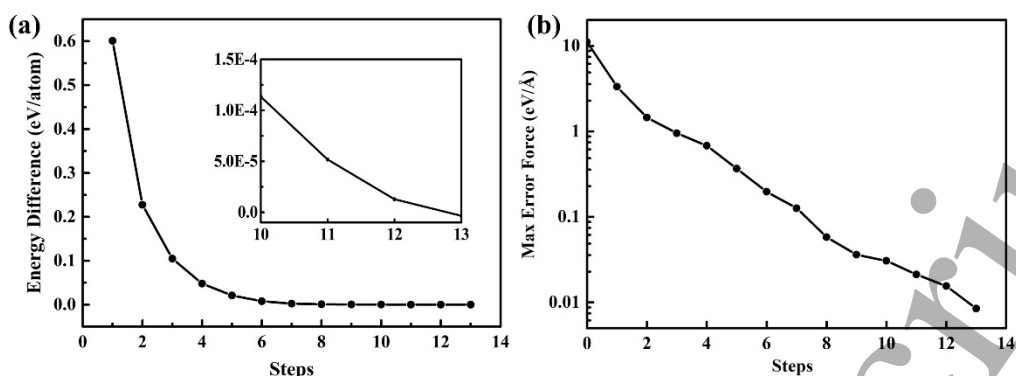 (a)
Energy Difference (eV/atom)
0.6
0.5
0.4
0.3
0.2
0.1
0.0
0 2 4 6 8 10 12 14
Steps
1.5E-4
1.0E-4
5.0E-5
0.0
10 11 12 13
(b)
Max Error Force (eV/Å)
10
1
0.1
0.01
0 2 4 6 8 10 12 14
Steps